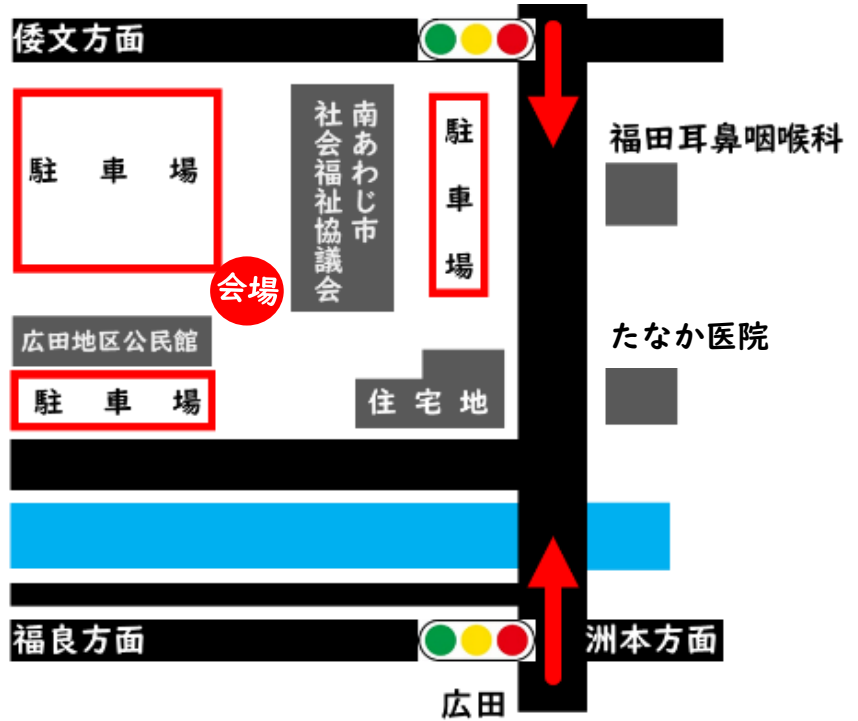 倭文方面
駐車場
南あわじ市
社会福祉協議会
駐車場
福田耳鼻咽喉科
会場
広田地区公民館
たなか医院
駐車場
住宅地
福良方面
洲本方面
広田